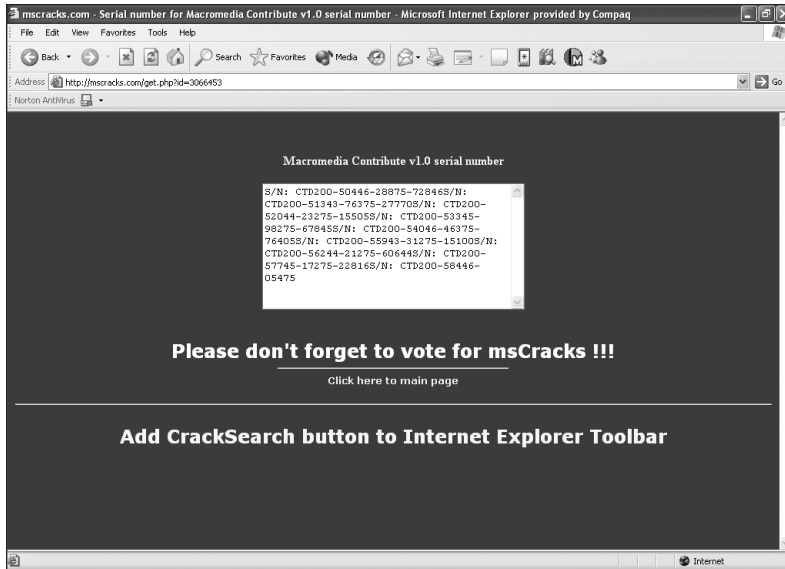 mscracks.com - Serial number for Macromedia Contribute v1.0 serial number - Microsoft Internet Explorer provided by Compaq
File Edit View Favorites Tools Help
Back Search Favorites Media
Address http://mscracks.com/get.php?id=3066453 Go
Norton AntiVirus
Macromedia Contribute v1.0 serial number
S/N: CTD200-50446-28875-72846S/N:
CTD200-51343-76375-27770S/N: CTD200-
52044-23275-15505S/N: CTD200-53345-
98275-67845S/N: CTD200-54046-46375-
76405S/N: CTD200-55943-31275-15100S/N:
CTD200-56244-21275-60644S/N: CTD200-
57745-17275-22816S/N: CTD200-58446-
05475
Please don't forget to vote for msCracks !!!
Click here to main page
Add CrackSearch button to Internet Explorer Toolbar
Internet